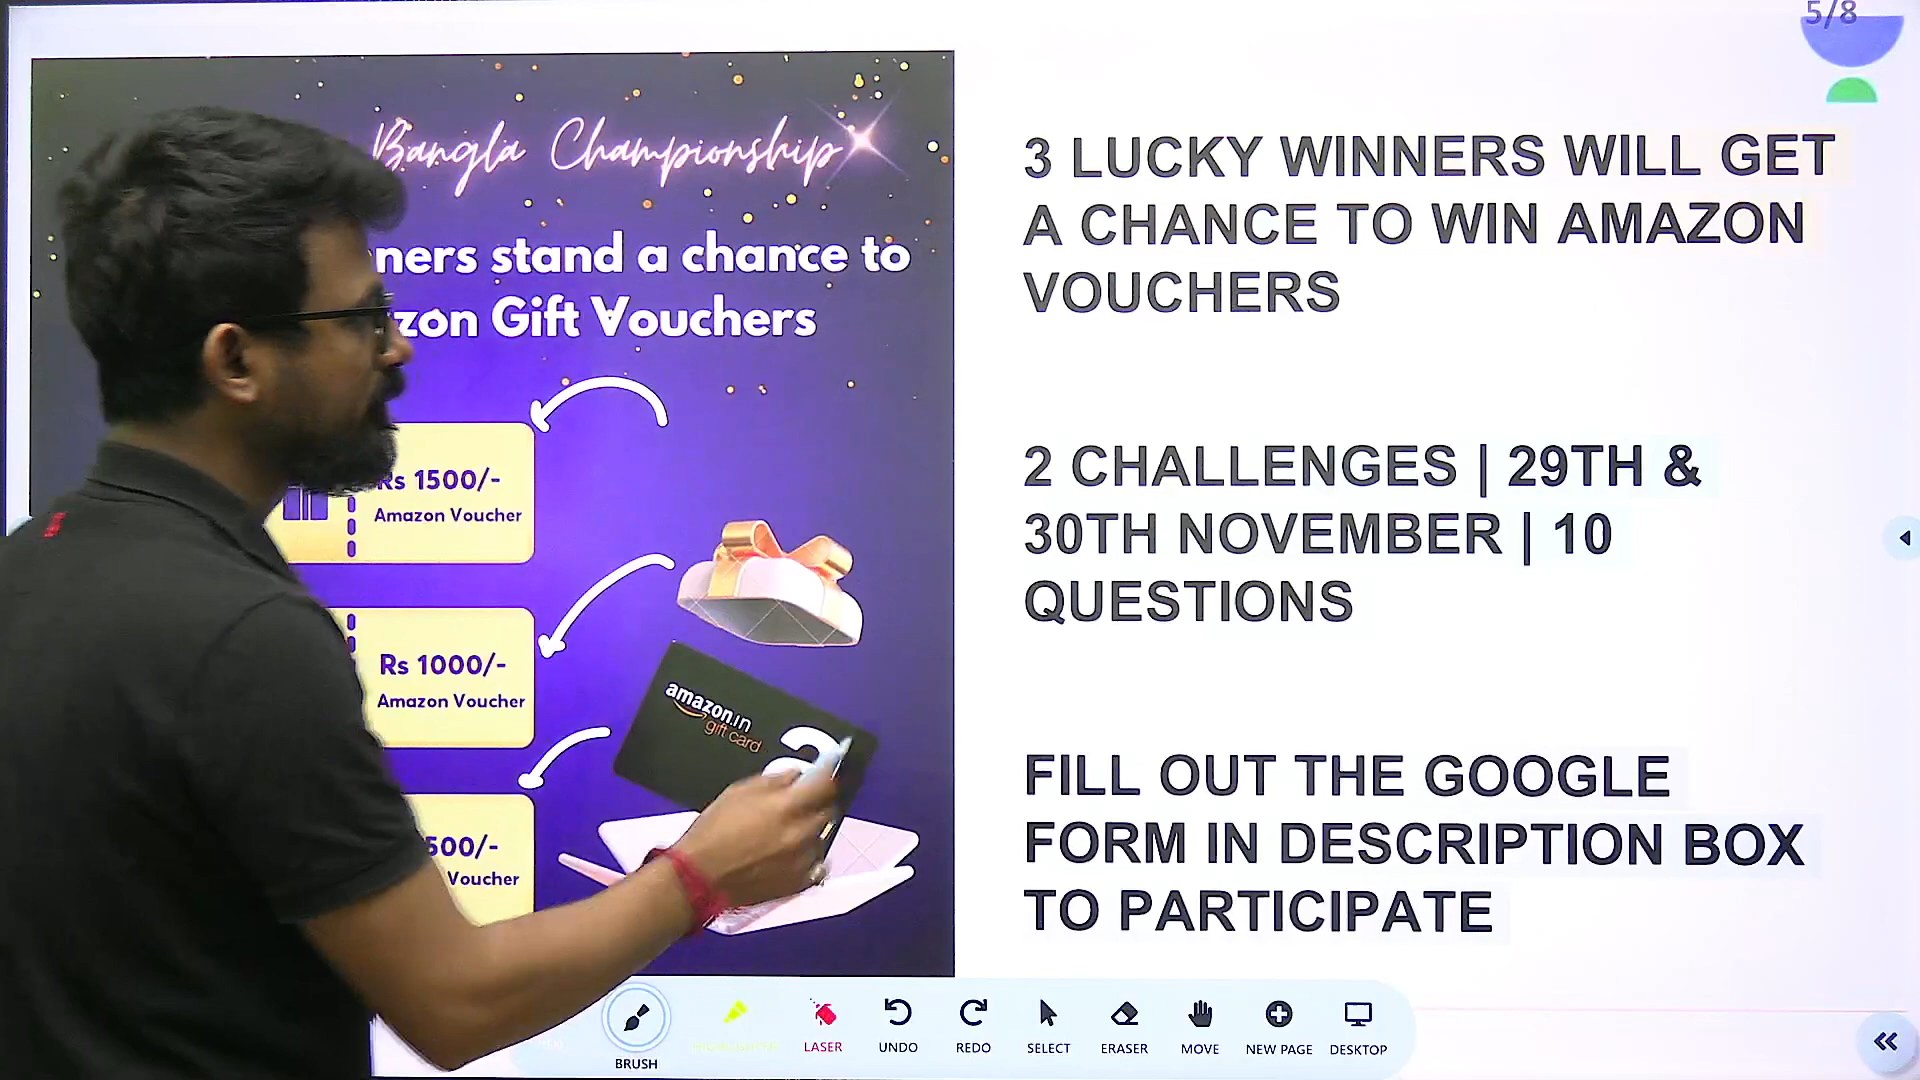 5/8
Bangla Championship
ners stand a chance to
zon Gift Vouchers
Rs 1500/-
Amazon Voucher
Rs 1000/-
Amazon Voucher
500/-
Voucher
amazon.in
gift card
3 LUCKY WINNERS WILL GET
A CHANCE TO WIN AMAZON
VOUCHERS
2 CHALLENGES | 29TH &
30TH NOVEMBER | 10
QUESTIONS
FILL OUT THE GOOGLE
FORM IN DESCRIPTION BOX
TO PARTICIPATE
BRUSH
HIGHLIGHTER
LASER
UNDO
REDO
SELECT
ERASER
MOVE
NEW PAGE
DESKTOP